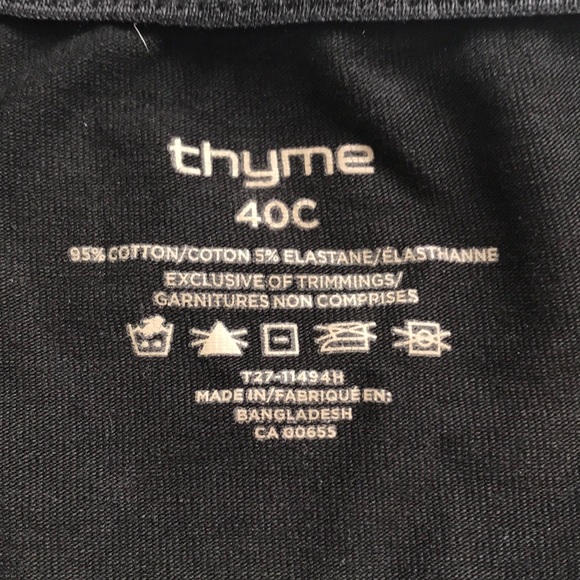 thyme
40C
95% COTTON/COTON 5% ELASTANE/ÉLASTHANNE
EXCLUSIVE OF TRIMMINGS/
GARNITURES NON COMPRISES
T27-11494H
MADE IN/FABRIQUÉ EN:
BANGLADESH
CA 00655